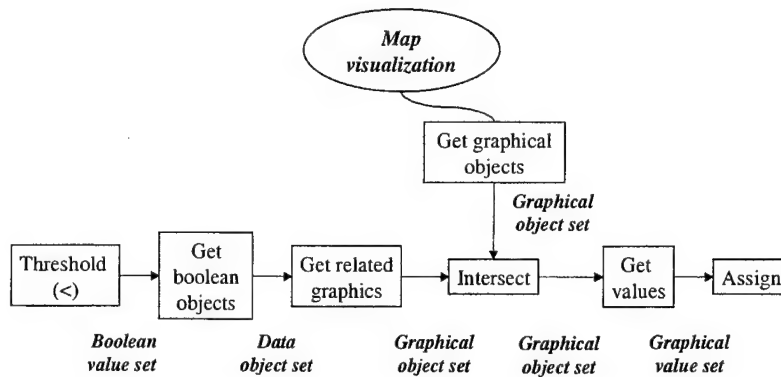 Map
visualization
Get graphical
objects
Graphical
object set
Threshold
(<)
Get
boolean
objects
Get related
graphics
Intersect
Get
values
Assign
Boolean
value set
Data
object set
Graphical
object set
Graphical
object set
Graphical
value set